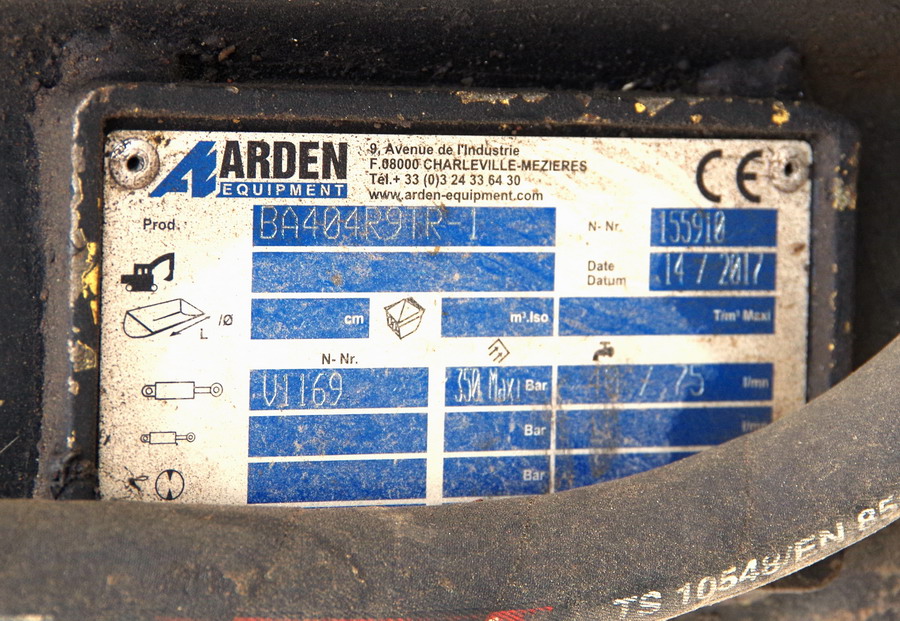 ARDEN
EQUIPMENT
9, Avenue de l'Industrie
F.08000 CHARLEVILLE-MEZIERES
Tél.+ 33 (0)3 24 33 64 30
www.arden-equipment.com
CE
Prod. BA404R9TR-1 N- Nr. 155910
Date
Datum 14 / 2017
L /Ø cm m³.Iso T/m³ Maxi
N- Nr.
V1169 350 Maxi Bar 40 / 75 l/mn
Bar
Bar
TS 10548/EN 85